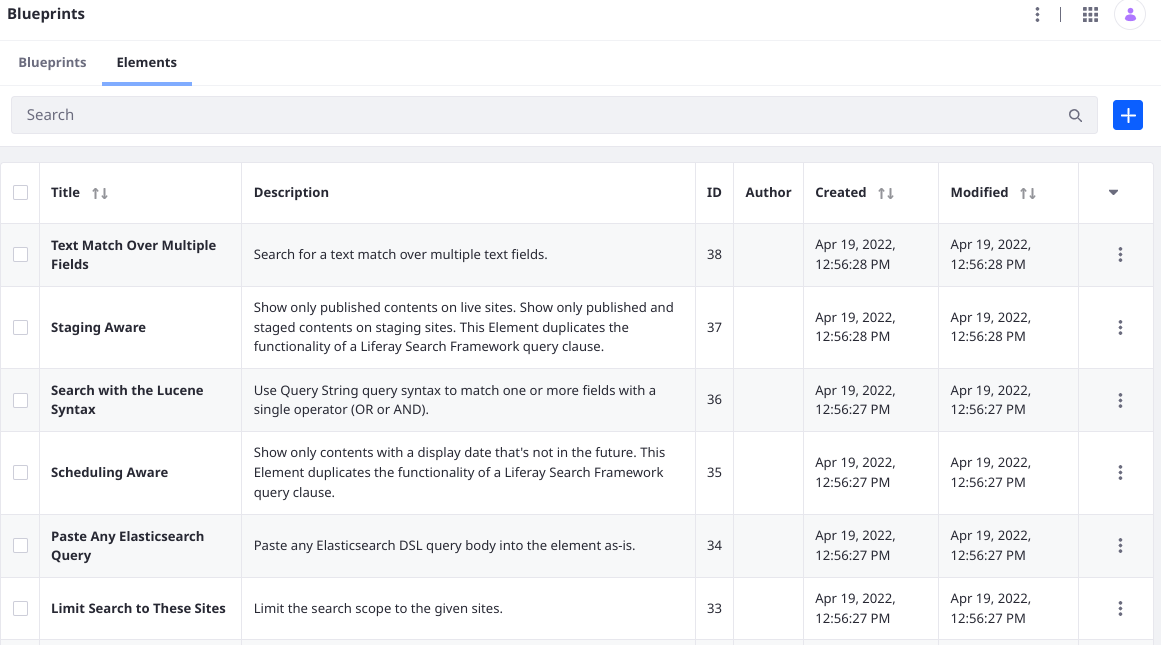 Blueprints
Blueprints Elements
Search
Title Description ID Author Created Modified
Text Match Over Multiple
Fields
Search for a text match over multiple text fields.
38
Apr 19, 2022,
12:56:28 PM
Apr 19, 2022,
12:56:28 PM
Staging Aware
Show only published contents on live sites. Show only published and
staged contents on staging sites. This Element duplicates the
functionality of a Liferay Search Framework query clause.
37
Apr 19, 2022,
12:56:28 PM
Apr 19, 2022,
12:56:28 PM
Search with the Lucene
Syntax
Use Query String query syntax to match one or more fields with a
single operator (OR or AND).
36
Apr 19, 2022,
12:56:27 PM
Apr 19, 2022,
12:56:27 PM
Scheduling Aware
Show only contents with a display date that's not in the future. This
Element duplicates the functionality of a Liferay Search Framework
query clause.
35
Apr 19, 2022,
12:56:27 PM
Apr 19, 2022,
12:56:27 PM
Paste Any Elasticsearch
Query
Paste any Elasticsearch DSL query body into the element as-is.
34
Apr 19, 2022,
12:56:27 PM
Apr 19, 2022,
12:56:27 PM
Limit Search to These Sites
Limit the search scope to the given sites.
33
Apr 19, 2022,
12:56:27 PM
Apr 19, 2022,
12:56:27 PM